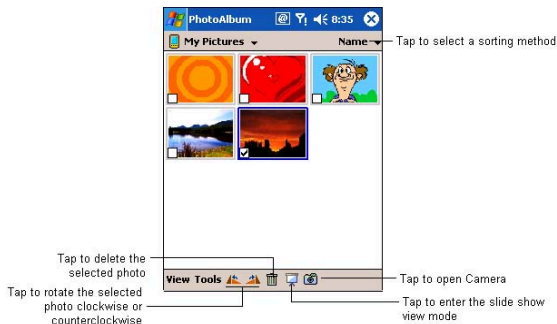 PhotoAlbum 8:35
My Pictures Name
Tap to select a sorting method
Tap to delete the
selected photo
View Tools
Tap to open Camera
Tap to rotate the selected
photo clockwise or
counterclockwise
Tap to enter the slide show
view mode